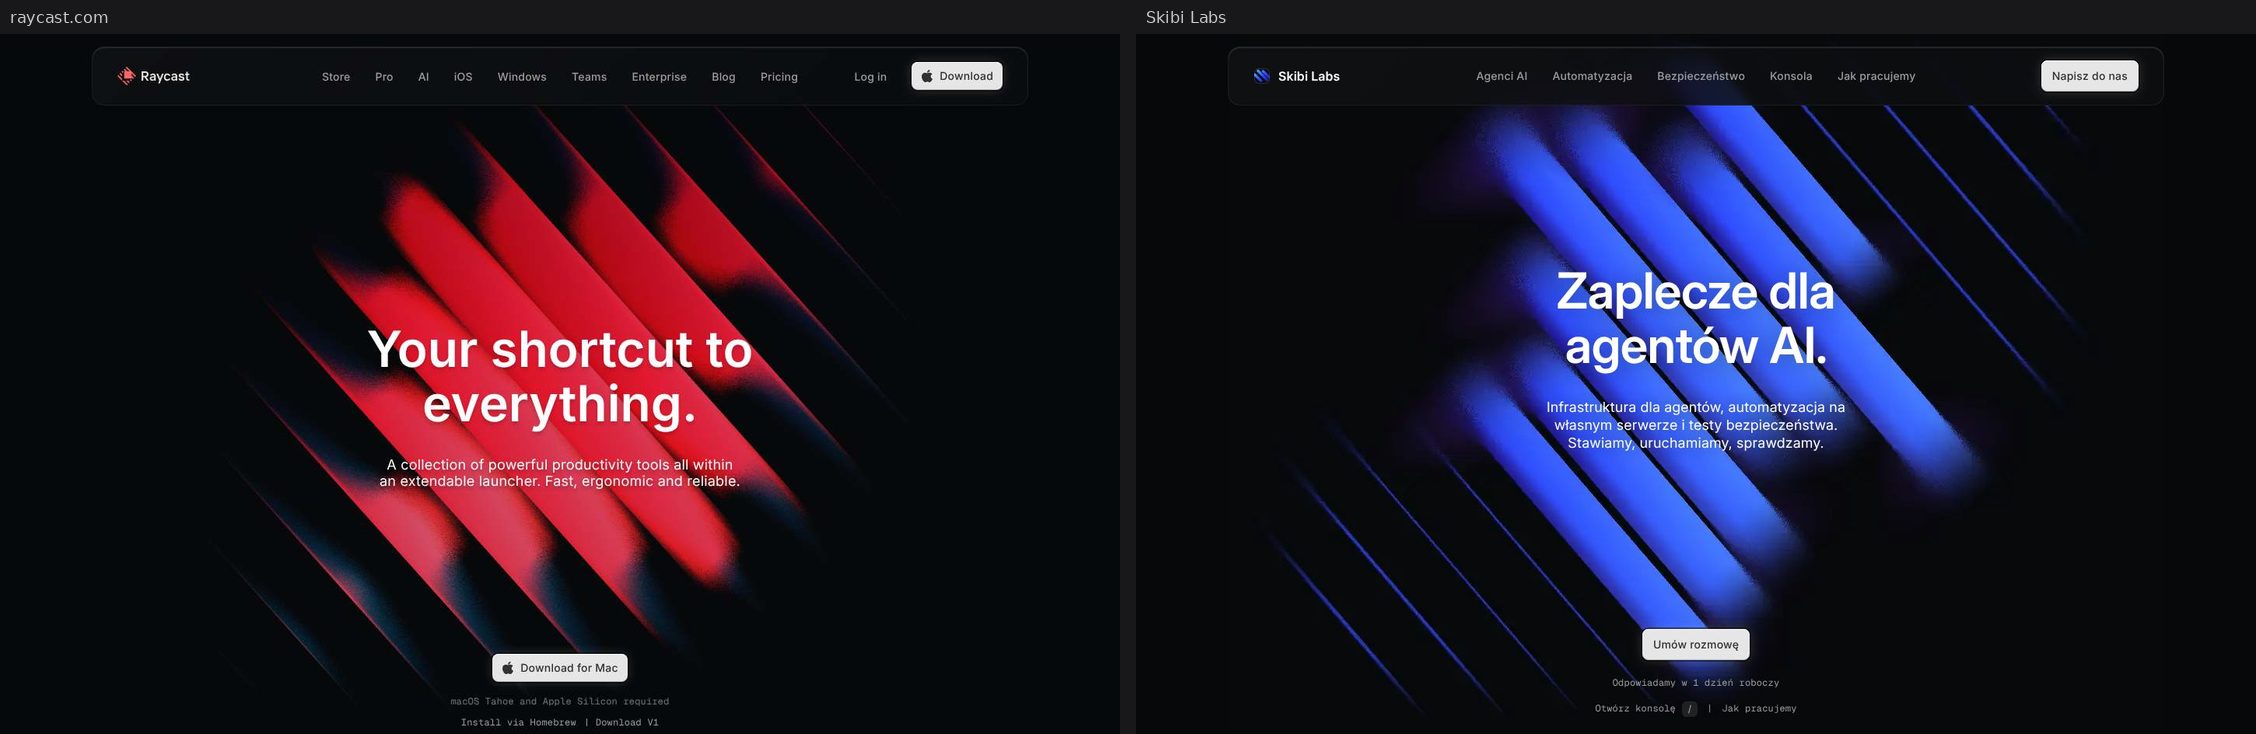 raycast.com
Raycast
Store Pro AI iOS Windows Teams Enterprise Blog Pricing
Log in
Download
Your shortcut to
everything.
A collection of powerful productivity tools all within
an extendable launcher. Fast, ergonomic and reliable.
Download for Mac
macOS Tahoe and Apple Silicon required
Install via Homebrew | Download V1
Skibi Labs
Skibi Labs
Agenci AI Automatyzacja Bezpieczeństwo Konsola Jak pracujemy
Napisz do nas
Zaplecze dla
agentów AI.
Infrastruktura dla agentów, automatyzacja na
własnym serwerze i testy bezpieczeństwa.
Stawiamy, uruchamiamy, sprawdzamy.
Umów rozmowę
Odpowiadamy w 1 dzień roboczy
Otwórz konsolę / | Jak pracujemy